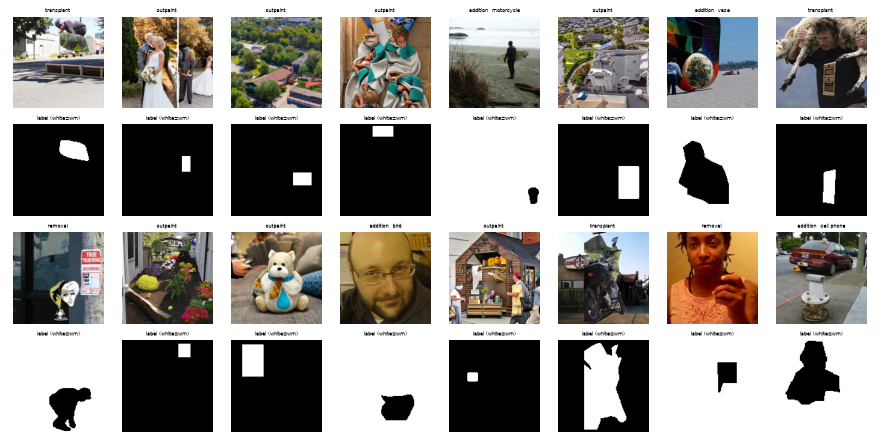 transplant outpaint outpaint outpaint addition motorcycle outpaint addition vase transplant
label (white=wm) label (white=wm) label (white=wm) label (white=wm) label (white=wm) label (white=wm) label (white=wm) label (white=wm)
removal outpaint outpaint addition bird outpaint transplant removal addition cell phone
TREE
TRIMMING
label (white=wm) label (white=wm) label (white=wm) label (white=wm) label (white=wm) label (white=wm) label (white=wm) label (white=wm)